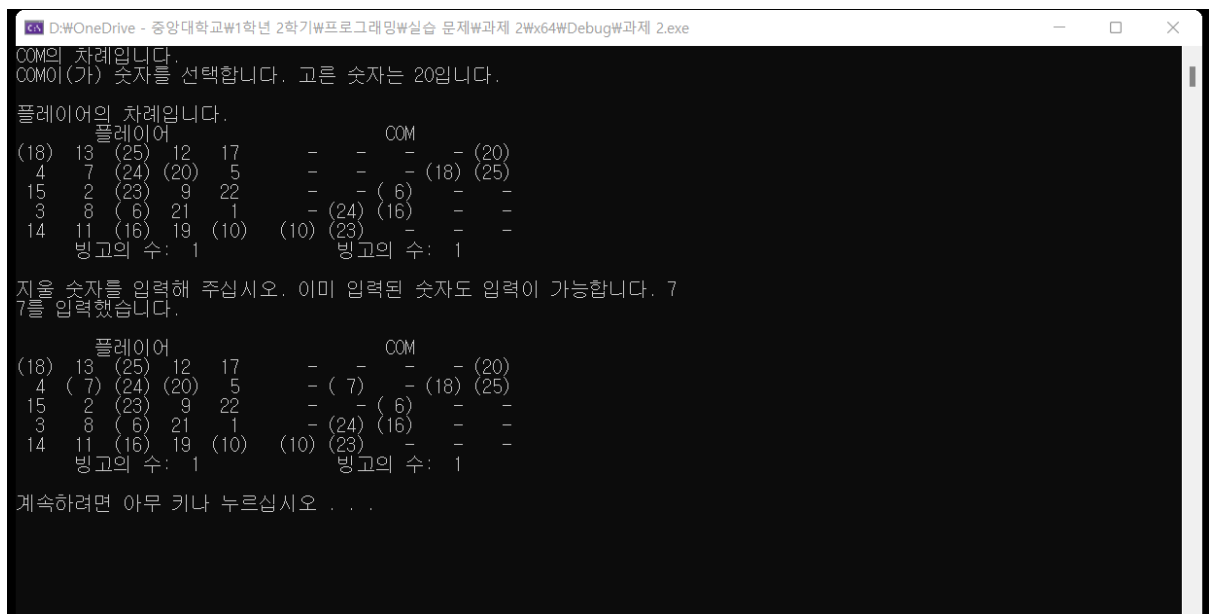 D:₩OneDrive - 중앙대학교₩1학년 2학기₩프로그래밍₩실습 문제₩과제 2₩x64₩Debug₩과제 2.exe
COM의 차례입니다.
COM이(가) 숫자를 선택합니다. 고른 숫자는 20입니다.
플레이어의 차례입니다.
플레이어 COM
(18) 13 (25) 12 17 - - - - (20)
4 7 (24) (20) 5 - - - (18) (25)
15 2 (23) 9 22 - - ( 6) - -
3 8 ( 6) 21 1 - (24) (16) - -
14 11 (16) 19 (10) (10) (23) - - -
빙고의 수: 1 빙고의 수: 1
지울 숫자를 입력해 주십시오. 이미 입력된 숫자도 입력이 가능합니다. 7
7를 입력했습니다.
플레이어 COM
(18) 13 (25) 12 17 - - - - (20)
4 ( 7) (24) (20) 5 - ( 7) - (18) (25)
15 2 (23) 9 22 - - ( 6) - -
3 8 ( 6) 21 1 - (24) (16) - -
14 11 (16) 19 (10) (10) (23) - - -
빙고의 수: 1 빙고의 수: 1
계속하려면 아무 키나 누르십시오 . . .